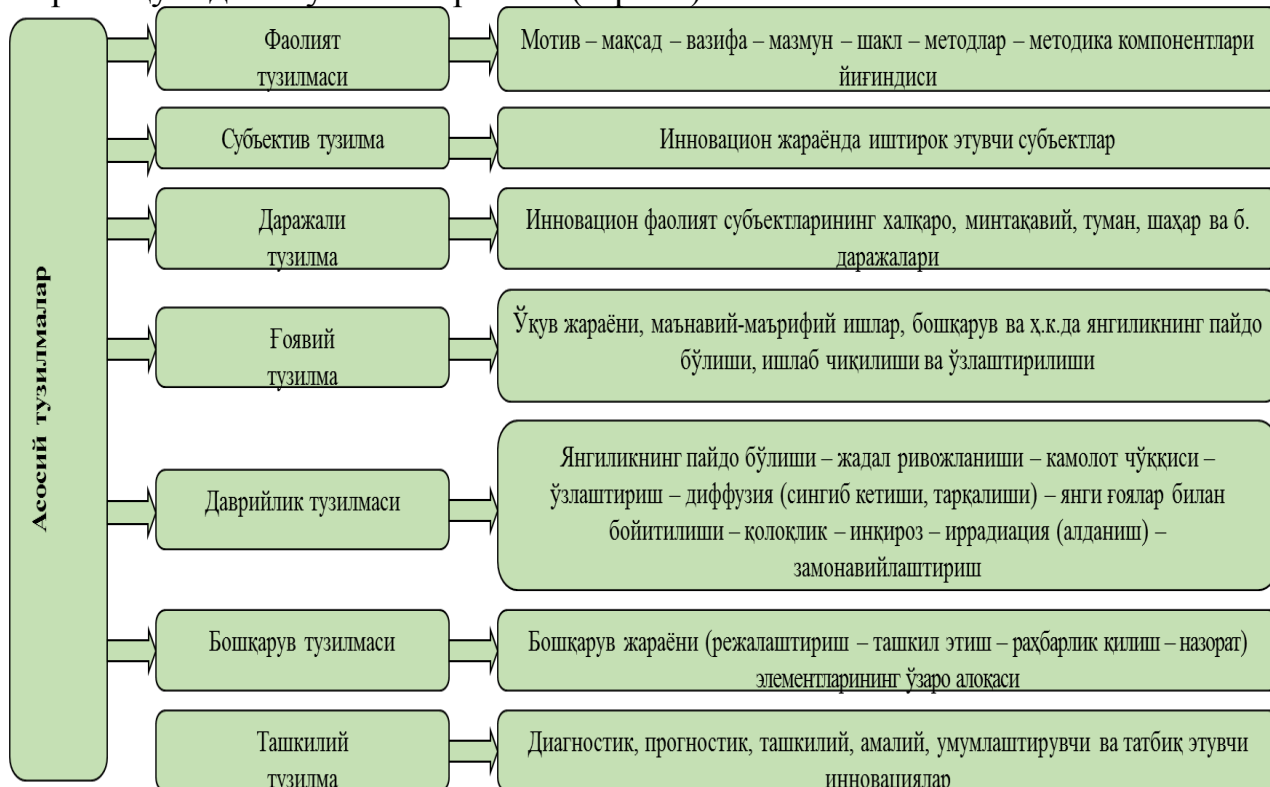 Асосий тузилмалар
Фаолият
тузилмаси
Мотив – мақсад – вазифа – мазмун – шакл – методлар – методика компонентлари
йиғиндиси
Субъектив тузилма
Инновацион жараёнда иштирок этувчи субъектлар
Даражали
тузилма
Инновацион фаолият субъектларининг халқаро, минтақавий, туман, шаҳар ва б.
даражалари
Ғоявий
тузилма
Ўқув жараёни, маънавий-маърифий ишлар, бошқарув ва ҳ.к.да янгиликнинг пайдо
бўлиши, ишлаб чиқилиши ва ўзлаштирилиши
Даврийлик тузилмаси
Янгиликнинг пайдо бўлиши – жадал ривожланиши – камолот чўққиси –
ўзлаштириш – диффузия (сингиб кетиши, тарқалиши) – янги ғоялар билан
бойитилиши – қолоқлик – инқироз – иррадиация (алданиш) –
замонавийлаштириш
Бошқарув тузилмаси
Бошқарув жараёни (режалаштириш – ташкил этиш – раҳбарлик қилиш – назорат)
элементларининг ўзаро алоқаси
Ташкилий
тузилма
Диагностик, прогностик, ташкилий, амалий, умумлаштирувчи ва татбиқ этувчи
инновациялар